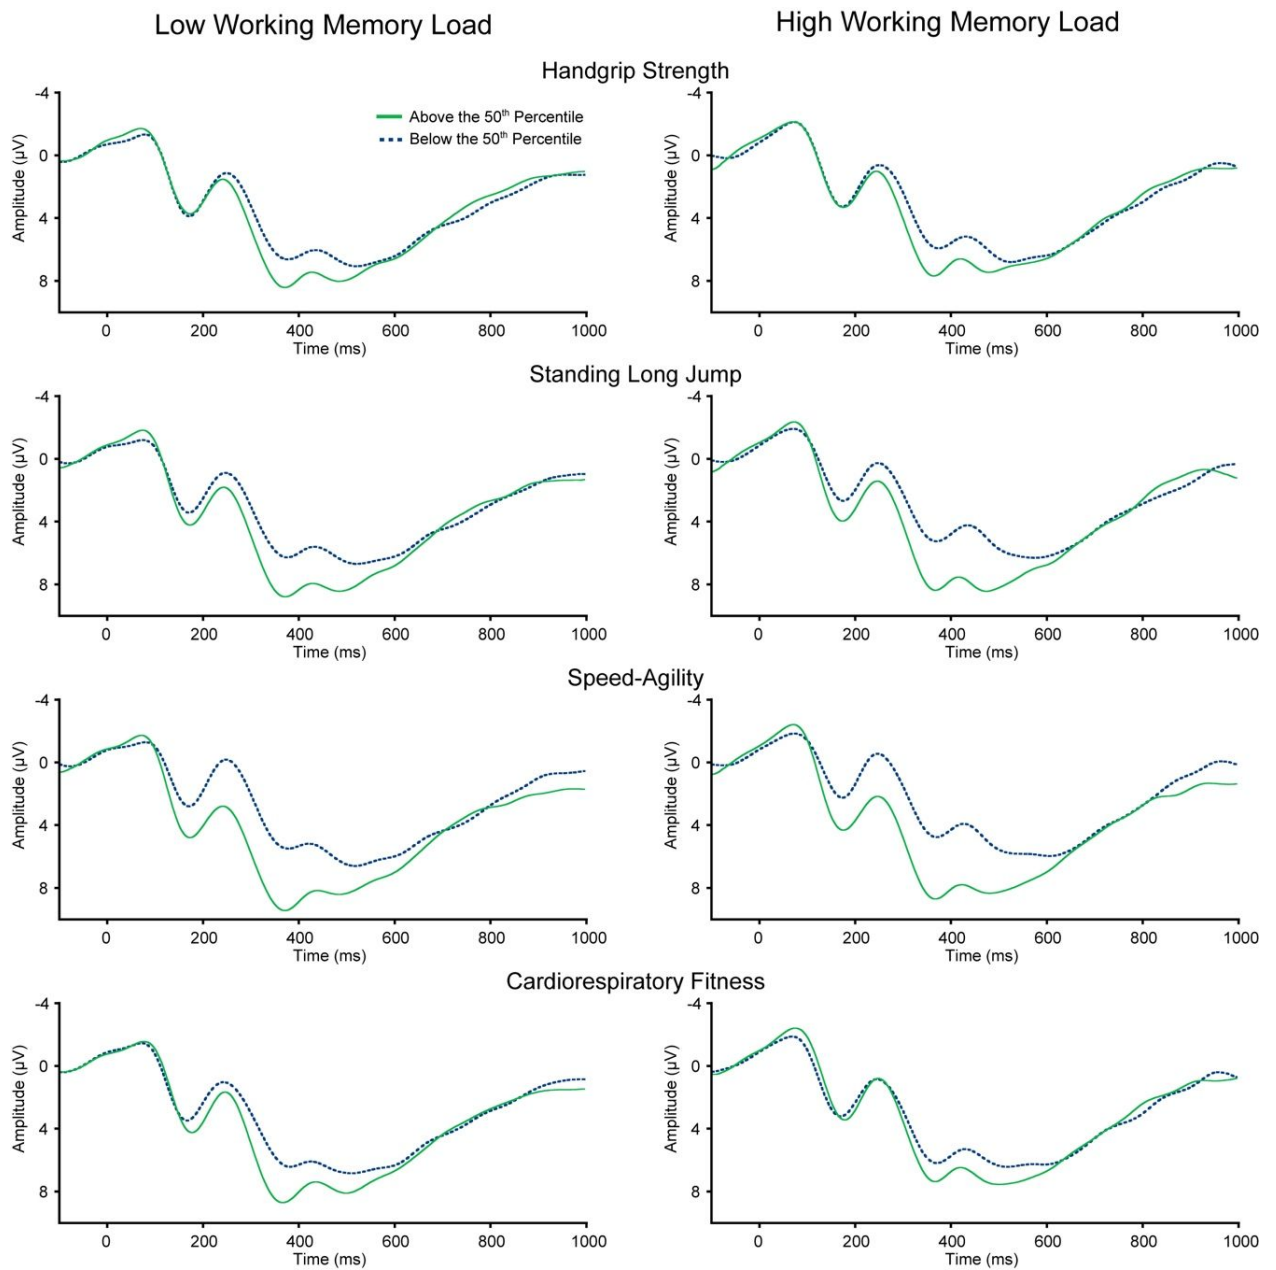 Low Working Memory Load
High Working Memory Load
Handgrip Strength
-4
0
4
8
Amplitude (µV)
0 200 400 600 800 1000
Time (ms)
Above the 50th Percentile
Below the 50th Percentile
-4
0
4
8
Amplitude (µV)
0 200 400 600 800 1000
Time (ms)
Standing Long Jump
-4
0
4
8
Amplitude (µV)
0 200 400 600 800 1000
Time (ms)
-4
0
4
8
Amplitude (µV)
0 200 400 600 800 1000
Time (ms)
Speed-Agility
-4
0
4
8
Amplitude (µV)
0 200 400 600 800 1000
Time (ms)
-4
0
4
8
Amplitude (µV)
0 200 400 600 800 1000
Time (ms)
Cardiorespiratory Fitness
-4
0
4
8
Amplitude (µV)
0 200 400 600 800 1000
Time (ms)
-4
0
4
8
Amplitude (µV)
0 200 400 600 800 1000
Time (ms)